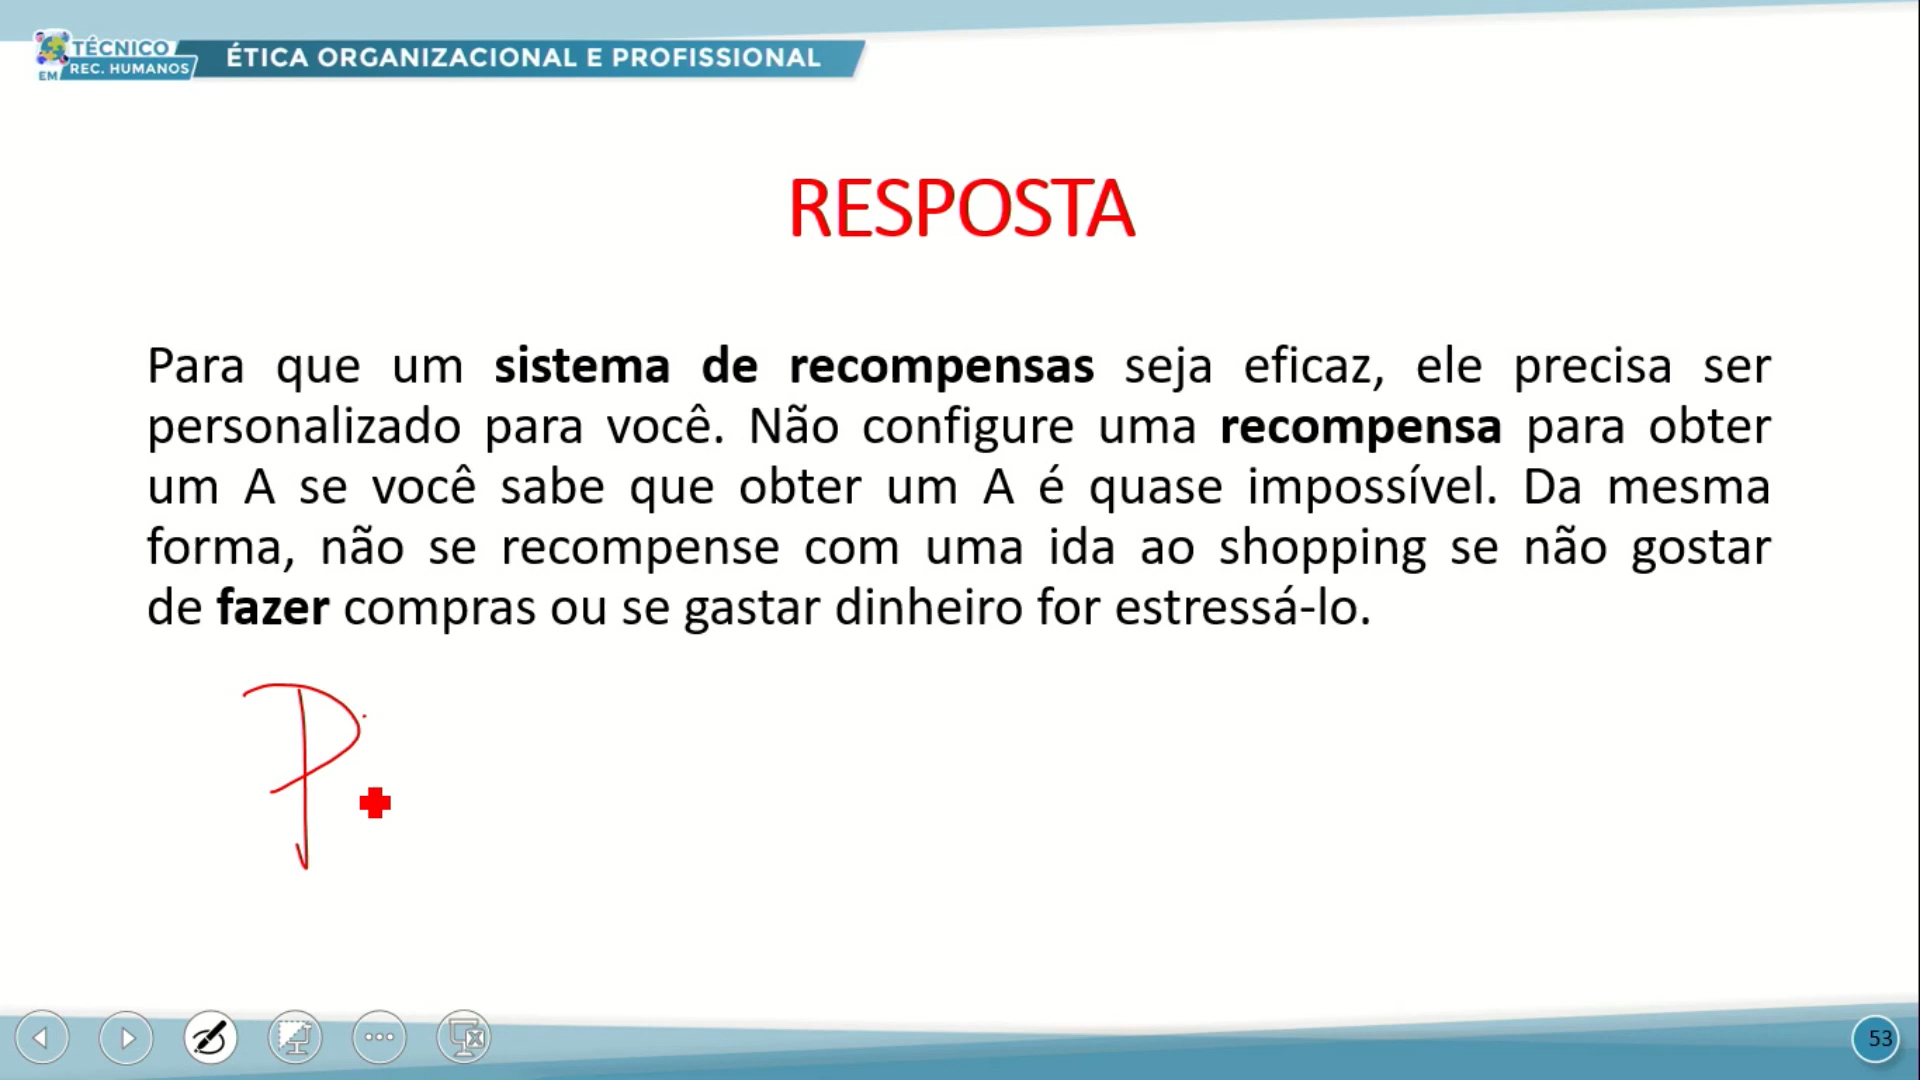 TÉCNICO
EM REC. HUMANOS
ÉTICA ORGANIZACIONAL E PROFISSIONAL
RESPOSTA
Para que um sistema de recompensas seja eficaz, ele precisa ser
personalizado para você. Não configure uma recompensa para obter
um A se você sabe que obter um A é quase impossível. Da mesma
forma, não se recompense com uma ida ao shopping se não gostar
de fazer compras ou se gastar dinheiro for estressá-lo.
P
53